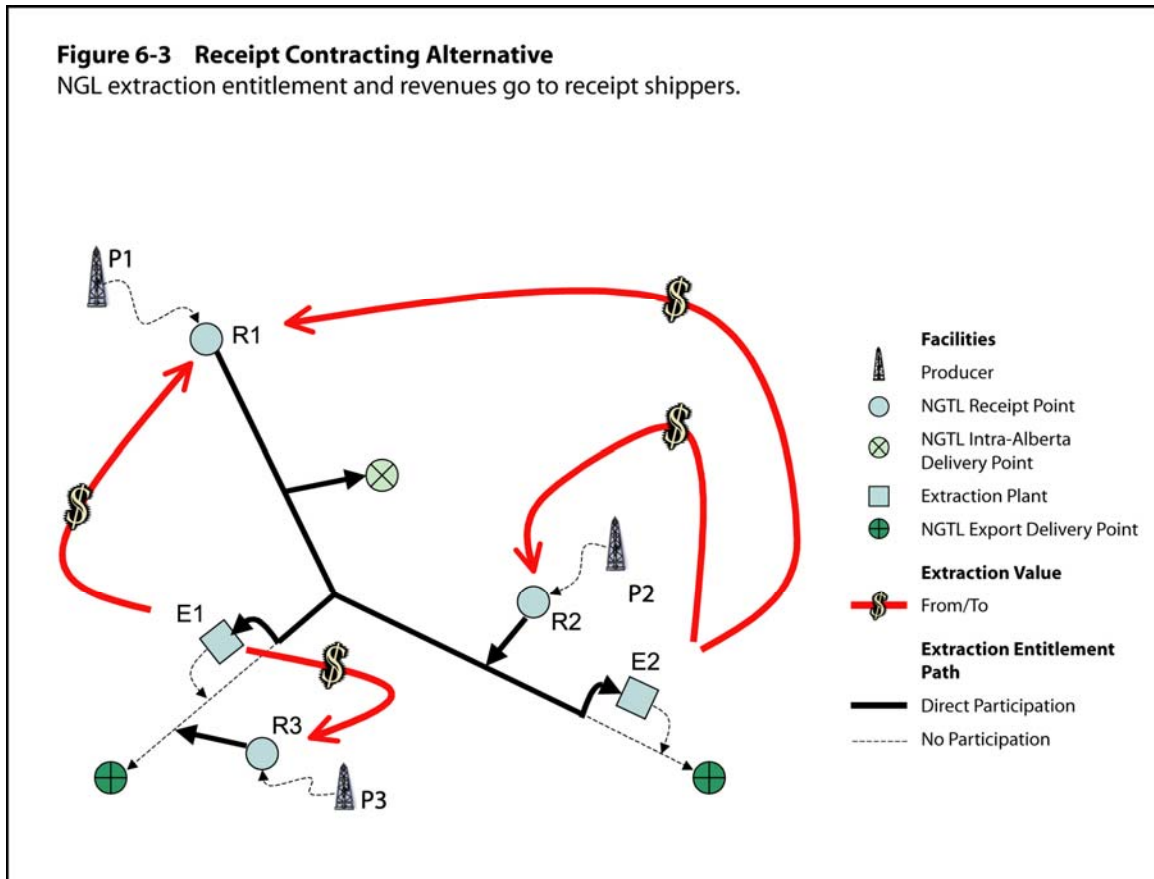 Figure 6-3 Receipt Contracting Alternative
NGL extraction entitlement and revenues go to receipt shippers.
P1
$
R1
Facilities
Producer
NGTL Receipt Point
$
NGTL Intra-Alberta
Delivery Point
$
Extraction Plant
NGTL Export Delivery Point
P2
Extraction Value
$ From/To
R2
E1
E2
Extraction Entitlement
Path
$
Direct Participation
R3
No Participation
P3